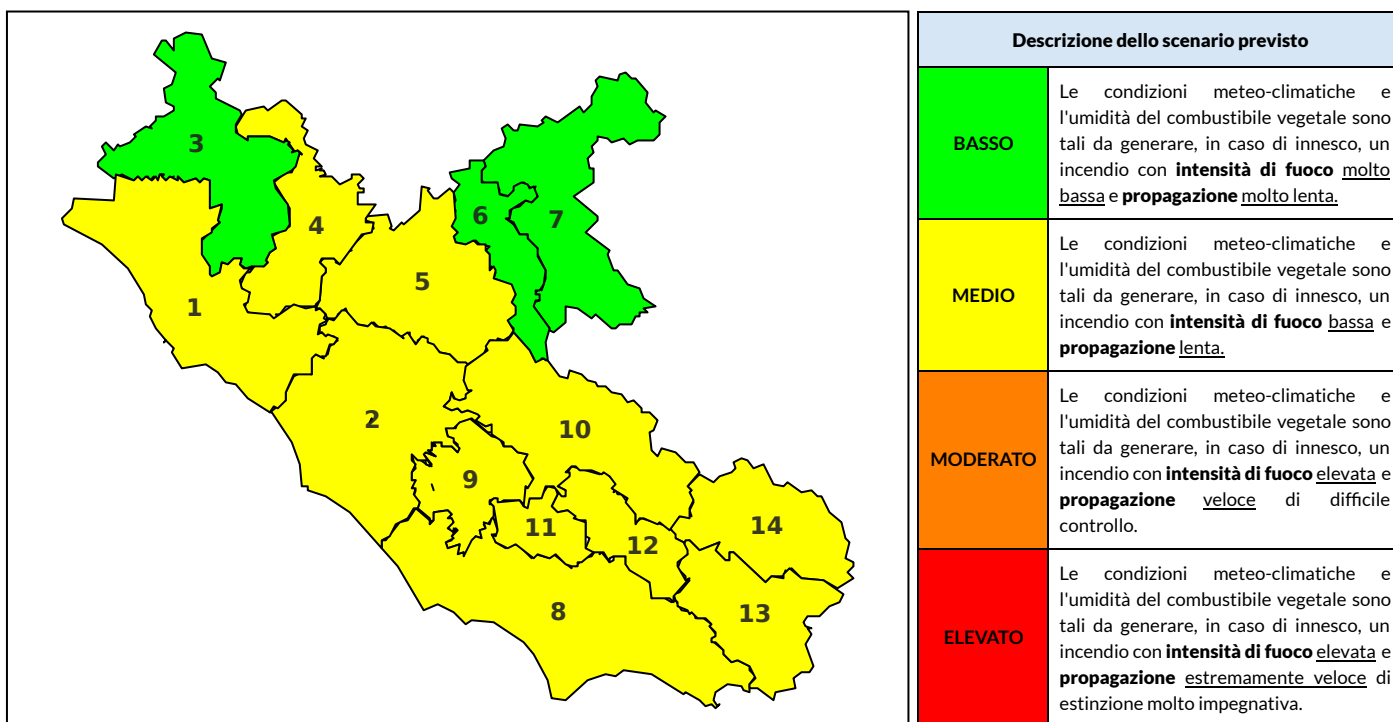 3
4
6
7
5
1
2
10
9
11
12
14
8
13
Descrizione dello scenario previsto
BASSO
Le condizioni meteo-climatiche e
l'umidità del combustibile vegetale sono
tali da generare, in caso di innesco, un
incendio con intensità di fuoco molto
bassa e propagazione molto lenta.
MEDIO
Le condizioni meteo-climatiche e
l'umidità del combustibile vegetale sono
tali da generare, in caso di innesco, un
incendio con intensità di fuoco bassa e
propagazione lenta.
MODERATO
Le condizioni meteo-climatiche e
l'umidità del combustibile vegetale sono
tali da generare, in caso di innesco, un
incendio con intensità di fuoco elevata e
propagazione veloce di difficile
controllo.
ELEVATO
Le condizioni meteo-climatiche e
l'umidità del combustibile vegetale sono
tali da generare, in caso di innesco, un
incendio con intensità di fuoco elevata e
propagazione estremamente veloce di
estinzione molto impegnativa.